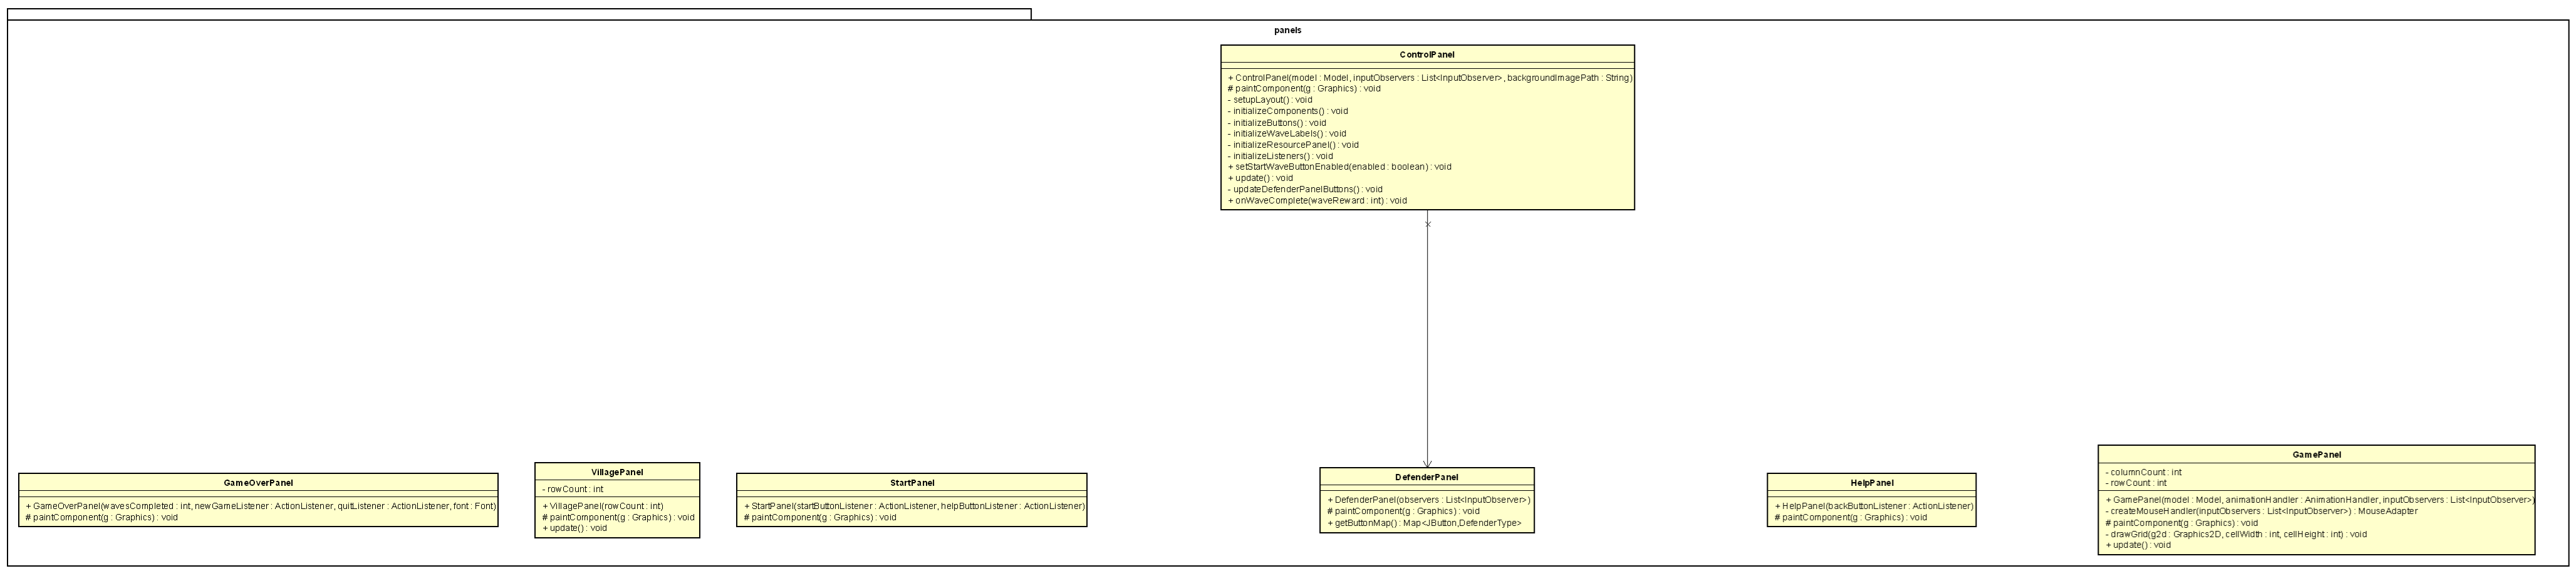 panels
ControlPanel
+ ControlPanel(model : Model, inputObservers : List<InputObserver>, backgroundImagePath : String)
# paintComponent(g : Graphics) : void
- setupLayout() : void
- initializeComponents() : void
- initializeButtons() : void
- initializeWaveLabels() : void
- initializeResourcePanel() : void
- initializeListeners() : void
+ setStartWaveButtonEnabled(enabled : boolean) : void
+ update() : void
- updateDefenderPanelButtons() : void
+ onWaveComplete(waveReward : int) : void
GameOverPanel
+ GameOverPanel(wavesCompleted : int, newGameListener : ActionListener, quitListener : ActionListener, font : Font)
# paintComponent(g : Graphics) : void
VillagePanel
- rowCount : int
+ VillagePanel(rowCount : int)
# paintComponent(g : Graphics) : void
+ update() : void
StartPanel
+ StartPanel(startButtonListener : ActionListener, helpButtonListener : ActionListener)
# paintComponent(g : Graphics) : void
DefenderPanel
+ DefenderPanel(observers : List<InputObserver>)
# paintComponent(g : Graphics) : void
+ getButtonMap() : Map<JButton,DefenderType>
HelpPanel
+ HelpPanel(backButtonListener : ActionListener)
# paintComponent(g : Graphics) : void
GamePanel
- columnCount : int
- rowCount : int
+ GamePanel(model : Model, animationHandler : AnimationHandler, inputObservers : List<InputObserver>)
- createMouseHandler(inputObservers : List<InputObserver>) : MouseAdapter
# paintComponent(g : Graphics) : void
- drawGrid(g2d : Graphics2D, cellWidth : int, cellHeight : int) : void
+ update() : void